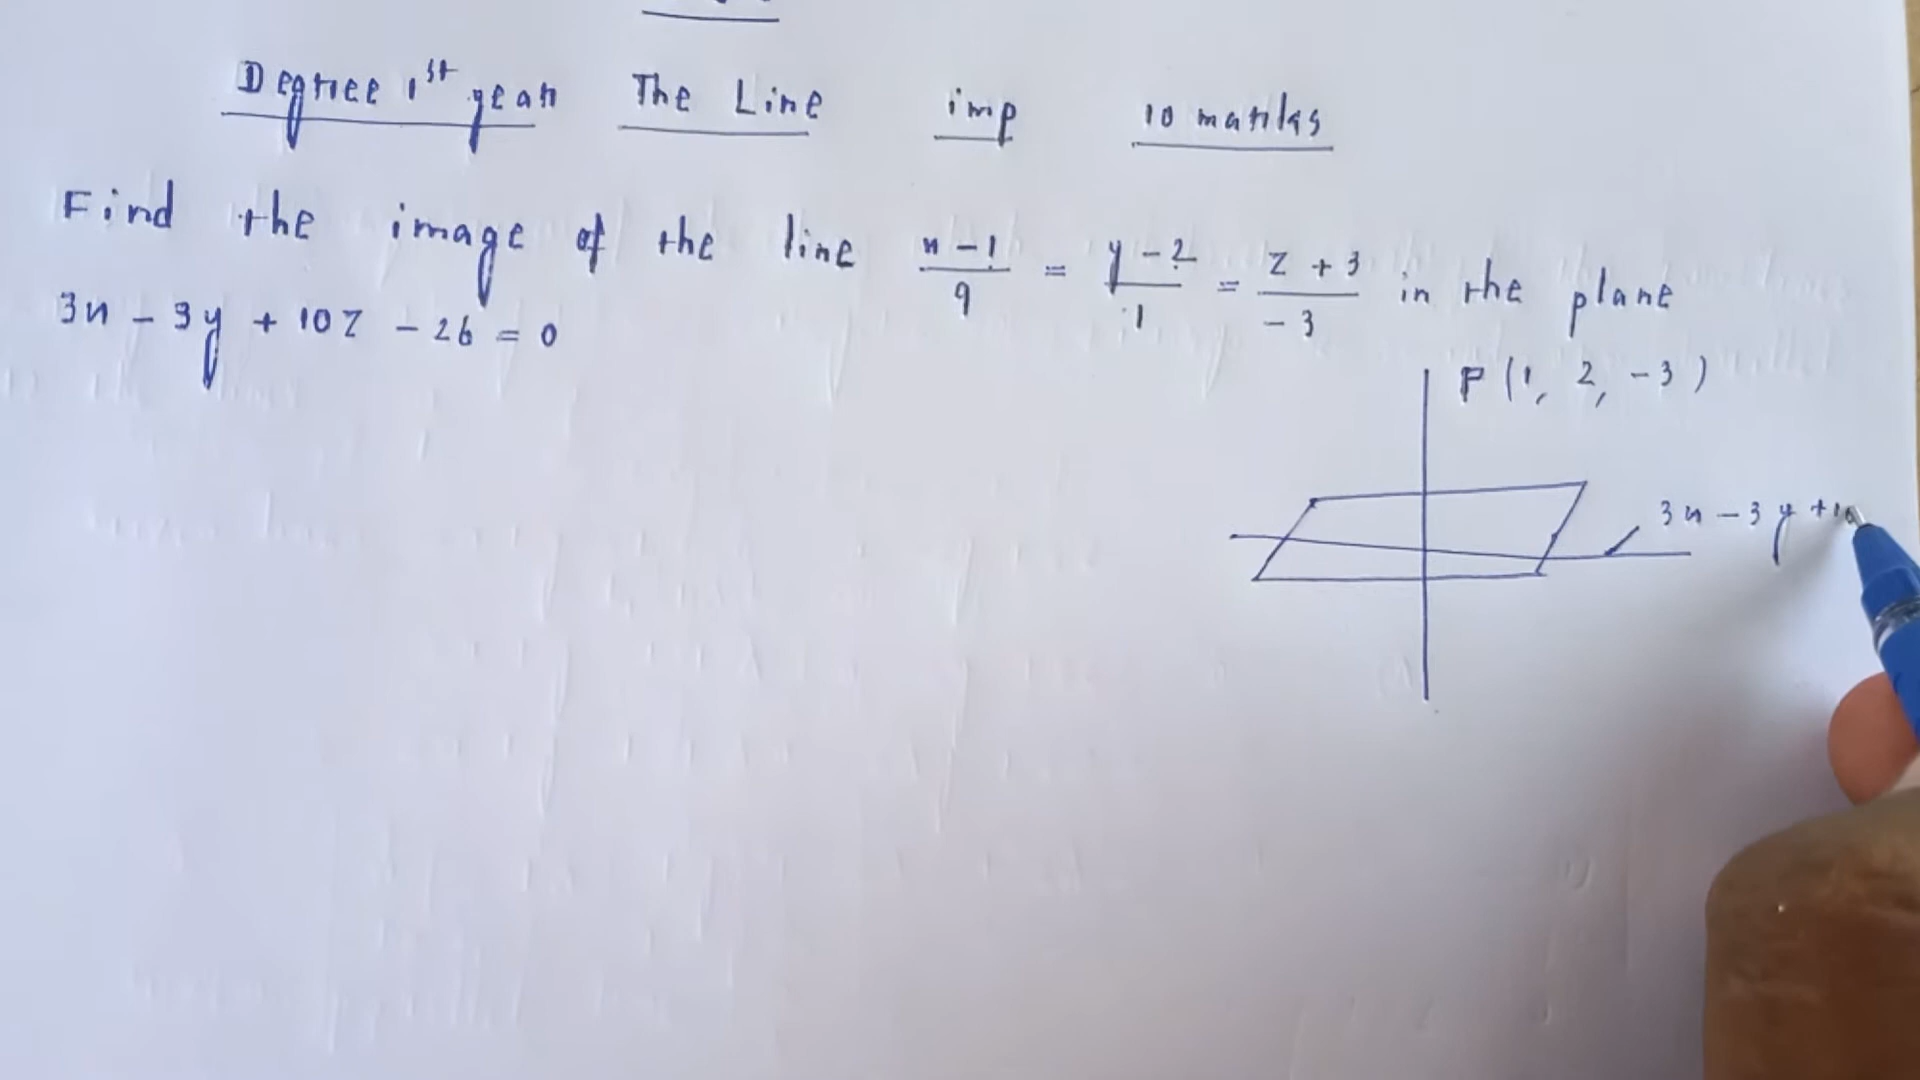 Degree 1st year The Line imp 10 marks
Find the image of the line x - 1 / 9 = y - 2 / -1 = z + 3 / -3 in the plane
3x - 3y + 10z - 26 = 0
P (1, 2, -3)
3x - 3y + 10